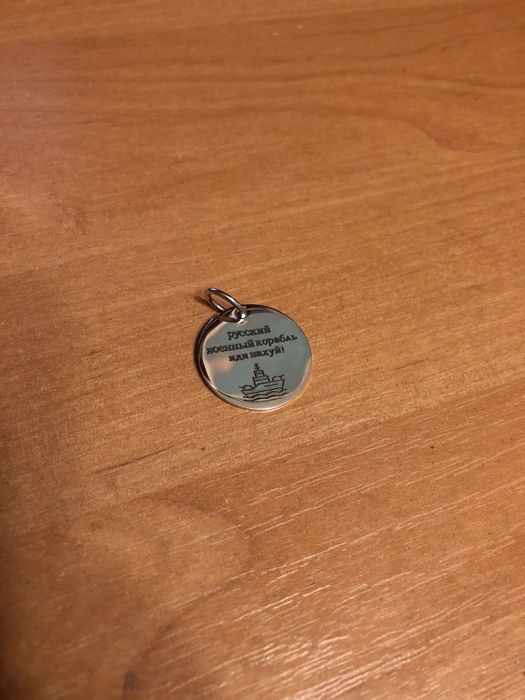 русский
военный корабль
иди нахуй!